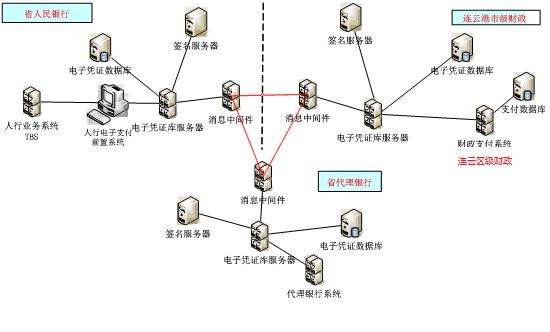 省人民银行
签名服务器
电子凭证数据库
人行业务系统
TBS
人行电子支付
前置系统
电子凭证库服务器
消息中间件
连云港市级财政
签名服务器
电子凭证数据库
支付数据库
消息中间件
电子凭证库服务器
财政支付系统
连云区级财政
省代理银行
消息中间件
签名服务器
电子凭证数据库
电子凭证库服务器
代理银行系统